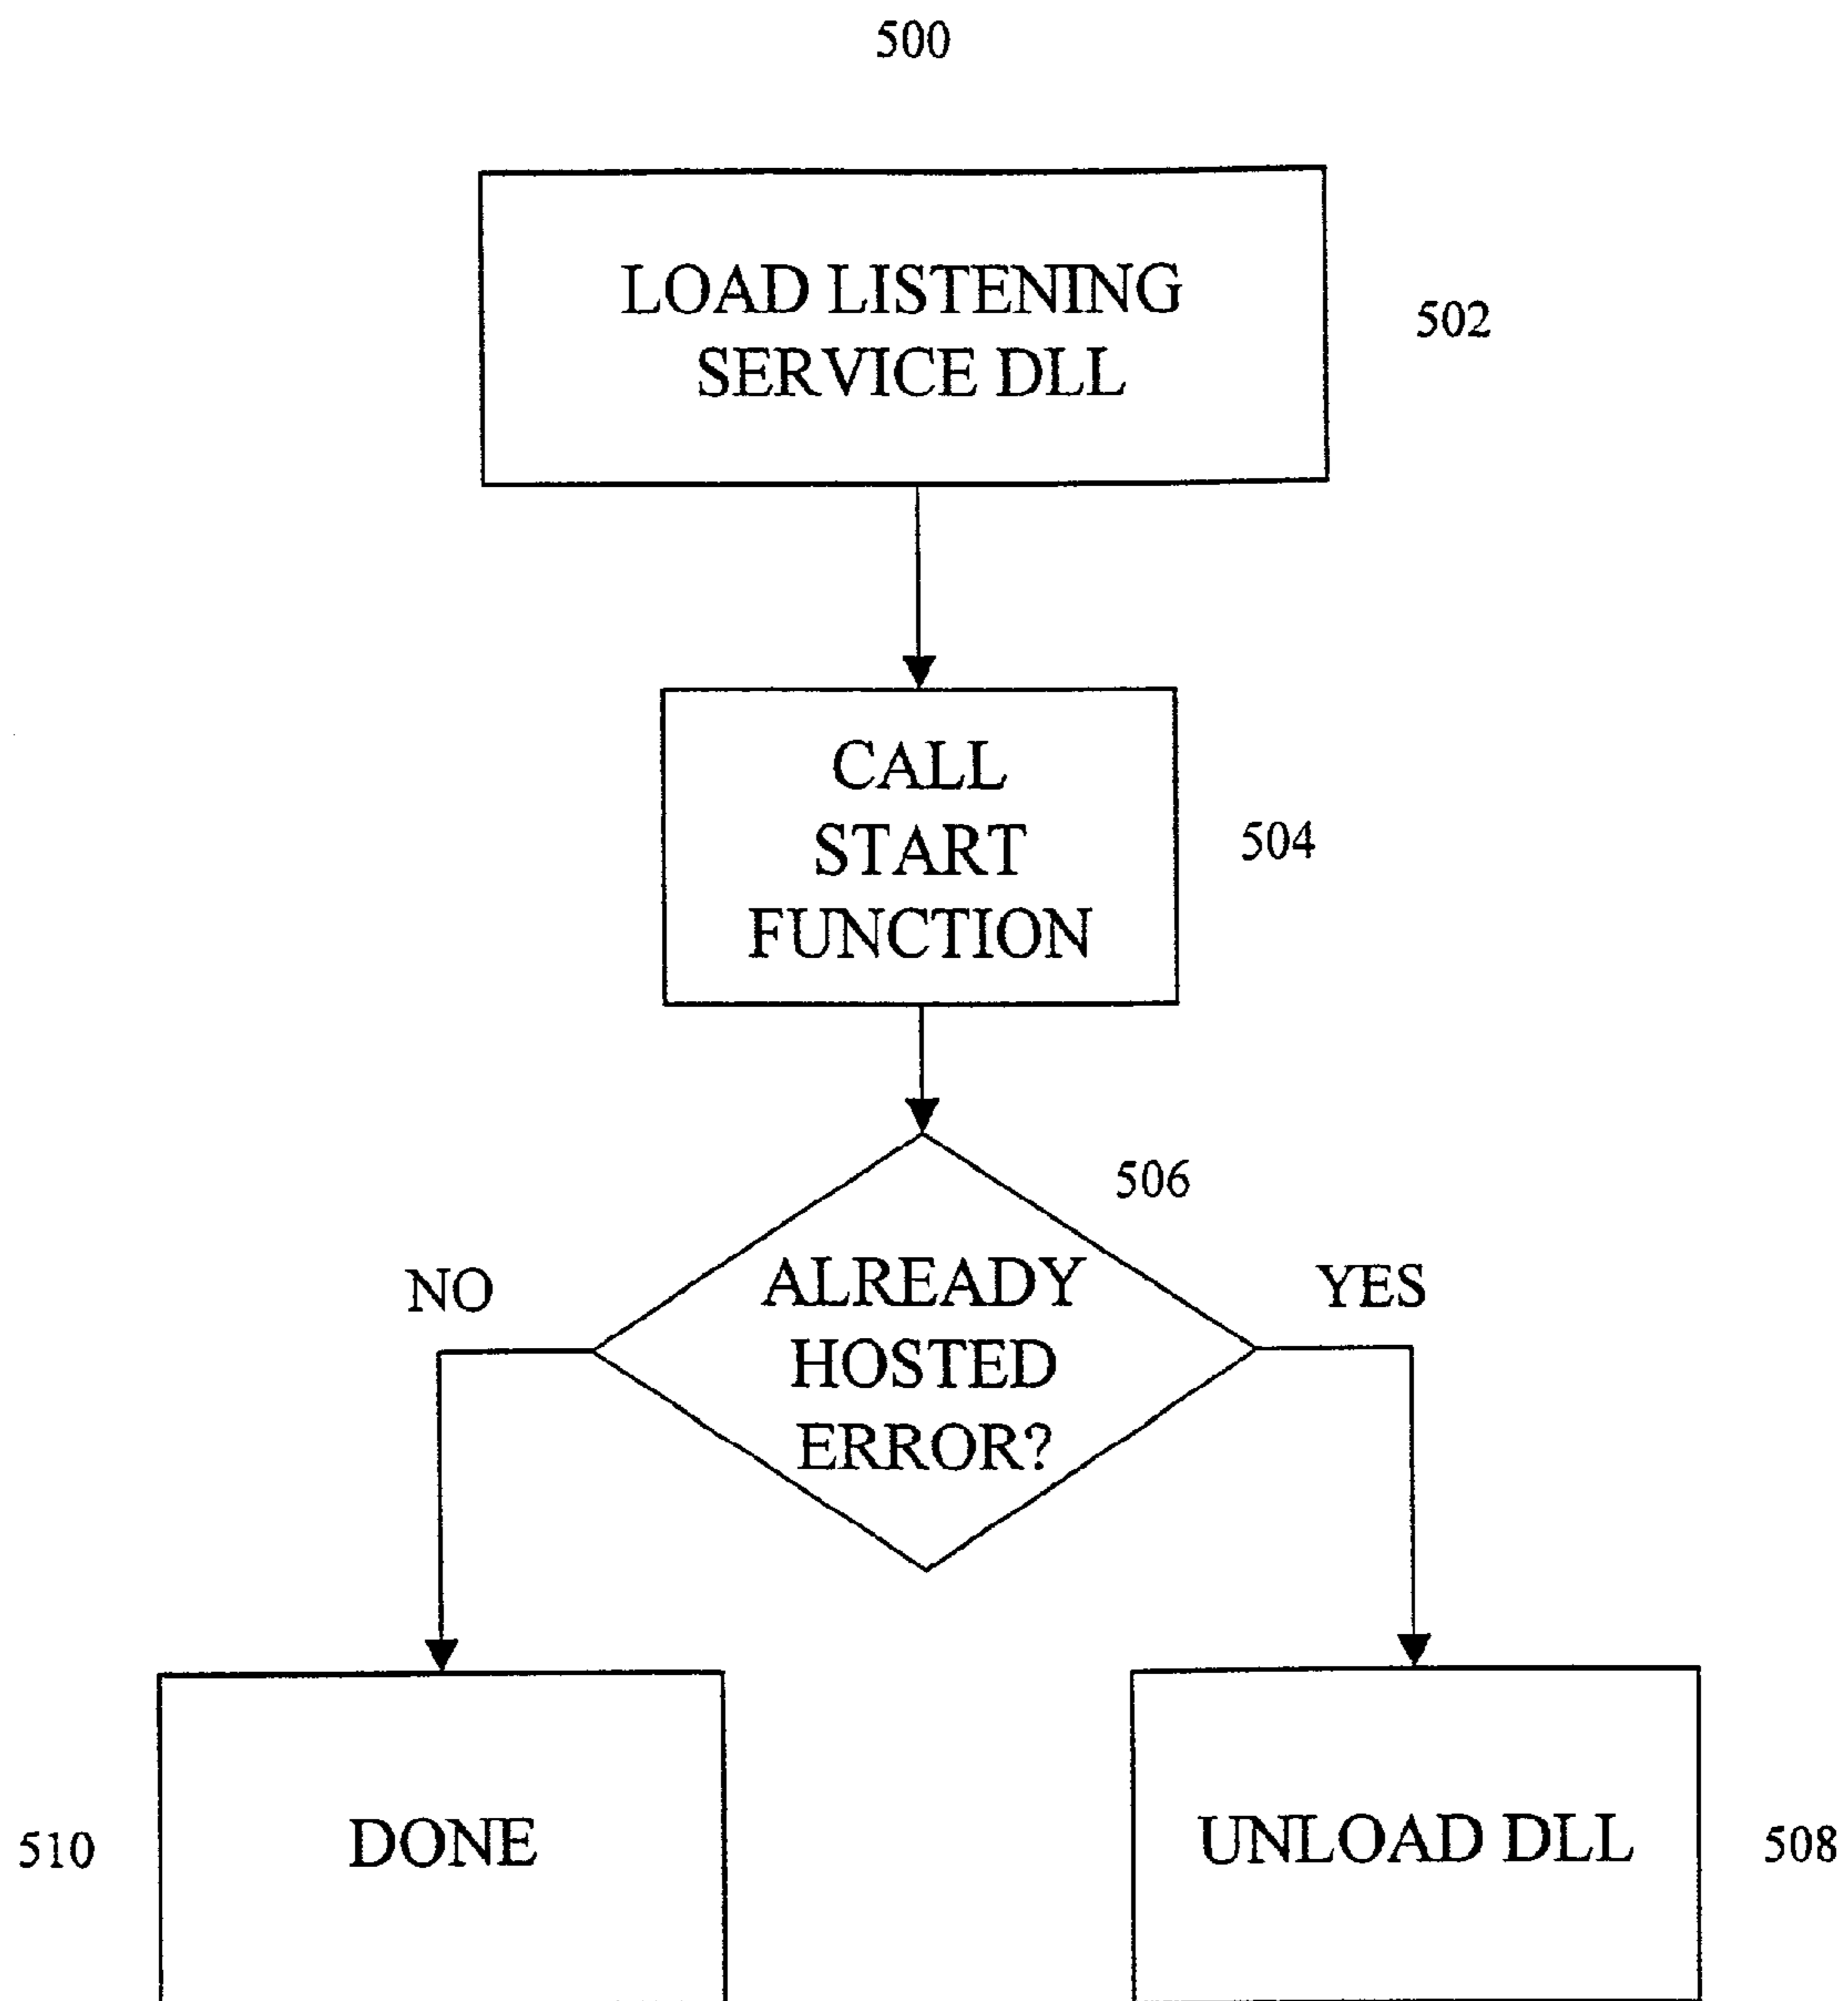 500
LOAD LISTENING
SERVICE DLL
502
CALL
START
FUNCTION
504
506
ALREADY
HOSTED
ERROR?
NO
YES
510
DONE
UNLOAD DLL
508